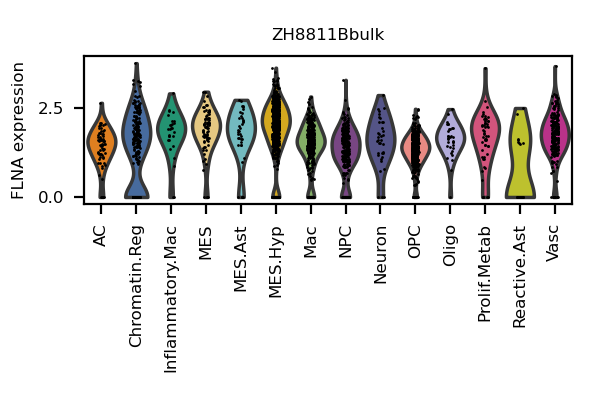 ZH8811Bbulk
FLNA expression
2.5
0.0
AC
Chromatin.Reg
Inflammatory.Mac
MES
MES.Ast
MES.Hyp
Mac
NPC
Neuron
OPC
Oligo
Prolif.Metab
Reactive.Ast
Vasc